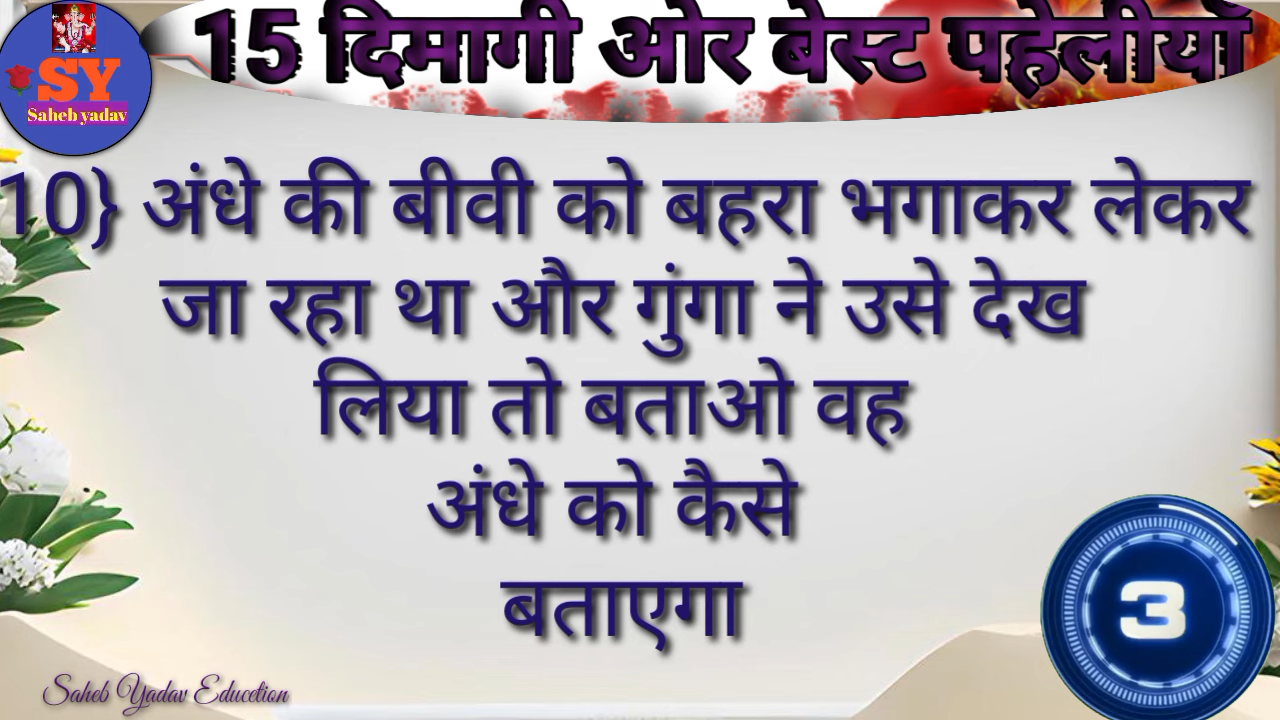 15 दिमागी ओर बेस्ट पहेलीयाँ
SY
Saheb yadav
10} अंधे की बीवी को बहरा भगाकर लेकर
जा रहा था और गुंगा ने उसे देख
लिया तो बताओ वह
अंधे को कैसे
बताएगा
3
Saheb Yadav Education